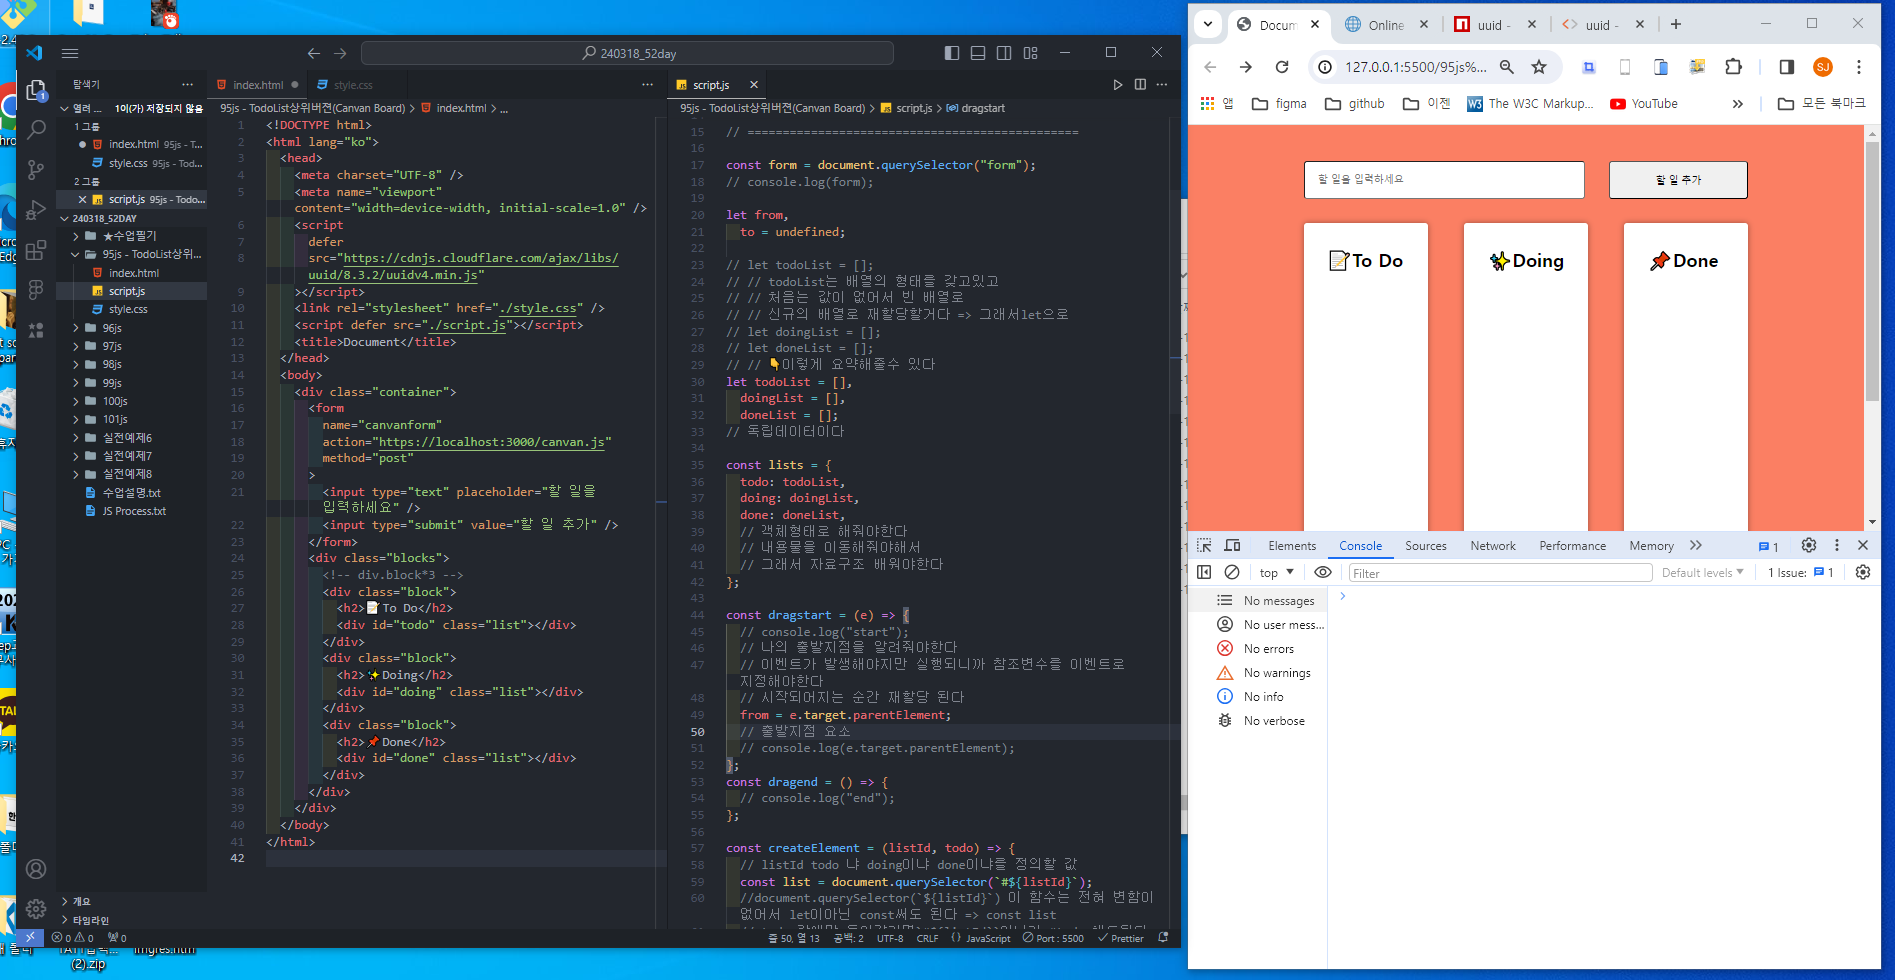 240318_52day
탐색기
열려 ...
1이(가) 저장되지 않음
1 그룹
index.html 95js - T...
style.css 95js - Tod...
2 그룹
script.js 95js - Todo...
240318_52DAY
★수업필기
95js - TodoList상위...
index.html
script.js
style.css
96js
97js
98js
99js
100js
101js
실전예제6
실전예제7
실전예제8
수업설명.txt
JS Process.txt
개요
타임라인
index.html
style.css
95js - TodoList상위버젼(Canvan Board) > index.html > ...
1 <!DOCTYPE html>
2 <html lang="ko">
3 <head>
4 <meta charset="UTF-8" />
5 <meta name="viewport"
content="width=device-width, initial-scale=1.0" />
6 <script
7 defer
8 src="https://cdnjs.cloudflare.com/ajax/libs/
uuid/8.3.2/uuidv4.min.js"
9 ></script>
10 <link rel="stylesheet" href="./style.css" />
11 <script defer src="./script.js"></script>
12 <title>Document</title>
13 </head>
14 <body>
15 <div class="container">
16 <form
17 name="canvanform"
18 action="https://localhost:3000/canvan.js"
19 method="post"
20 >
21 <input type="text" placeholder="할 일을
입력하세요" />
22 <input type="submit" value="할 일 추가" />
23 </form>
24 <div class="blocks">
25 <!-- div.block*3 -->
26 <div class="block">
27 <h2>📝To Do</h2>
28 <div id="todo" class="list"></div>
29 </div>
30 <div class="block">
31 <h2>✨Doing</h2>
32 <div id="doing" class="list"></div>
33 </div>
34 <div class="block">
35 <h2>📌Done</h2>
36 <div id="done" class="list"></div>
37 </div>
38 </div>
39 </div>
40 </body>
41 </html>
42
script.js
95js - TodoList상위버젼(Canvan Board) > script.js > dragstart
15 // ===============================================
16
17 const form = document.querySelector("form");
18 // console.log(form);
19
20 let from,
21 to = undefined;
22
23 // let todoList = [];
24 // // todoList는 배열의 형태를 갖고있고
25 // // 처음는 값이 없어서 빈 배열로
26 // // 신규의 배열로 재할당할거다 => 그래서let으로
27 // let doingList = [];
28 // let doneList = [];
29 // // 👇이렇게 요약해줄수 있다
30 let todoList = [],
31 doingList = [],
32 doneList = [];
33 // 독립데이터이다
34
35 const lists = {
36 todo: todoList,
37 doing: doingList,
38 done: doneList,
39 // 객체형태로 해줘야한다
40 // 내용물을 이동해줘야해서
41 // 그래서 자료구조 배워야한다
42 };
43
44 const dragstart = (e) => {
45 // console.log("start");
46 // 나의 출발지점을 알려줘야한다
47 // 이벤트가 발생해야지만 실행되니까 참조변수를 이벤트로
지정해야한다
48 // 시작되어지는 순간 재할당 된다
49 from = e.target.parentElement;
50 // 출발지점 요소
51 // console.log(e.target.parentElement);
52 };
53 const dragend = () => {
54 // console.log("end");
55 };
56
57 const createElement = (listId, todo) => {
58 // listId todo 냐 doing이냐 done이냐를 정의할 값
59 const list = document.querySelector(`#${listId}`);
60 //document.querySelector(`${listId}`) 이 함수는 전혀 변함이
없어서 let이아닌 const써도 된다 => const list
0 0 0
줄 50, 열 13 공백: 2 UTF-8 CRLF {} JavaScript Port : 5500 Prettier
(2).zip
Docum
Online
uuid -
uuid -
127.0.0.1:5500/95js%...
SJ
앱
figma
github
이젠
The W3C Markup...
YouTube
모든 북마크
할 일을 입력하세요
할 일 추가
📝To Do
✨Doing
📌Done
Elements Console Sources Network Performance Memory 1
top Filter Default levels 1 Issue: 1
No messages
No user mess...
No errors
No warnings
No info
No verbose